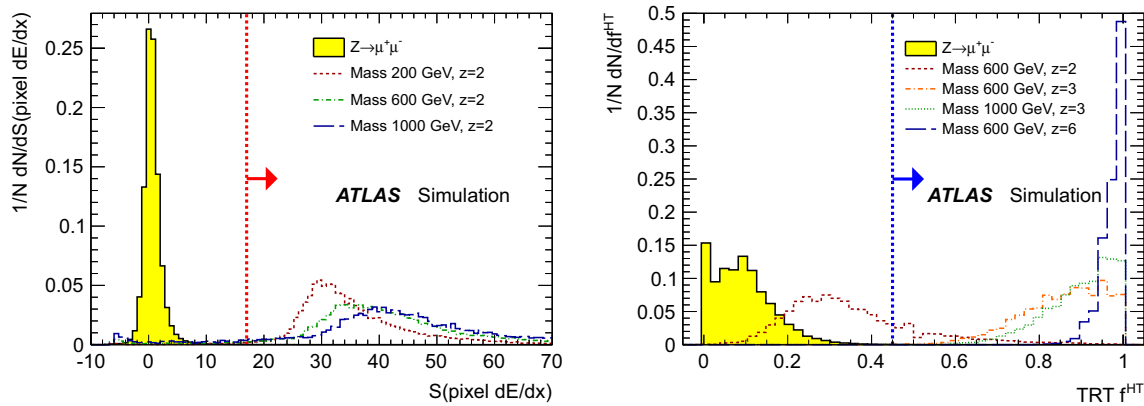 1/N dN/dS(pixel dE/dx)
0.25
0.2
0.15
0.1
0.05
0
Z→μ⁺μ⁻
Mass 200 GeV, z=2
Mass 600 GeV, z=2
Mass 1000 GeV, z=2
ATLAS Simulation
-10 0 10 20 30 40 50 60 70
S(pixel dE/dx)
1/N dN/df^HT
0.5
0.45
0.4
0.35
0.3
0.25
0.2
0.15
0.1
0.05
0
Z→μ⁺μ⁻
Mass 600 GeV, z=2
Mass 600 GeV, z=3
Mass 1000 GeV, z=3
Mass 600 GeV, z=6
ATLAS Simulation
0 0.2 0.4 0.6 0.8 1
TRT f^HT